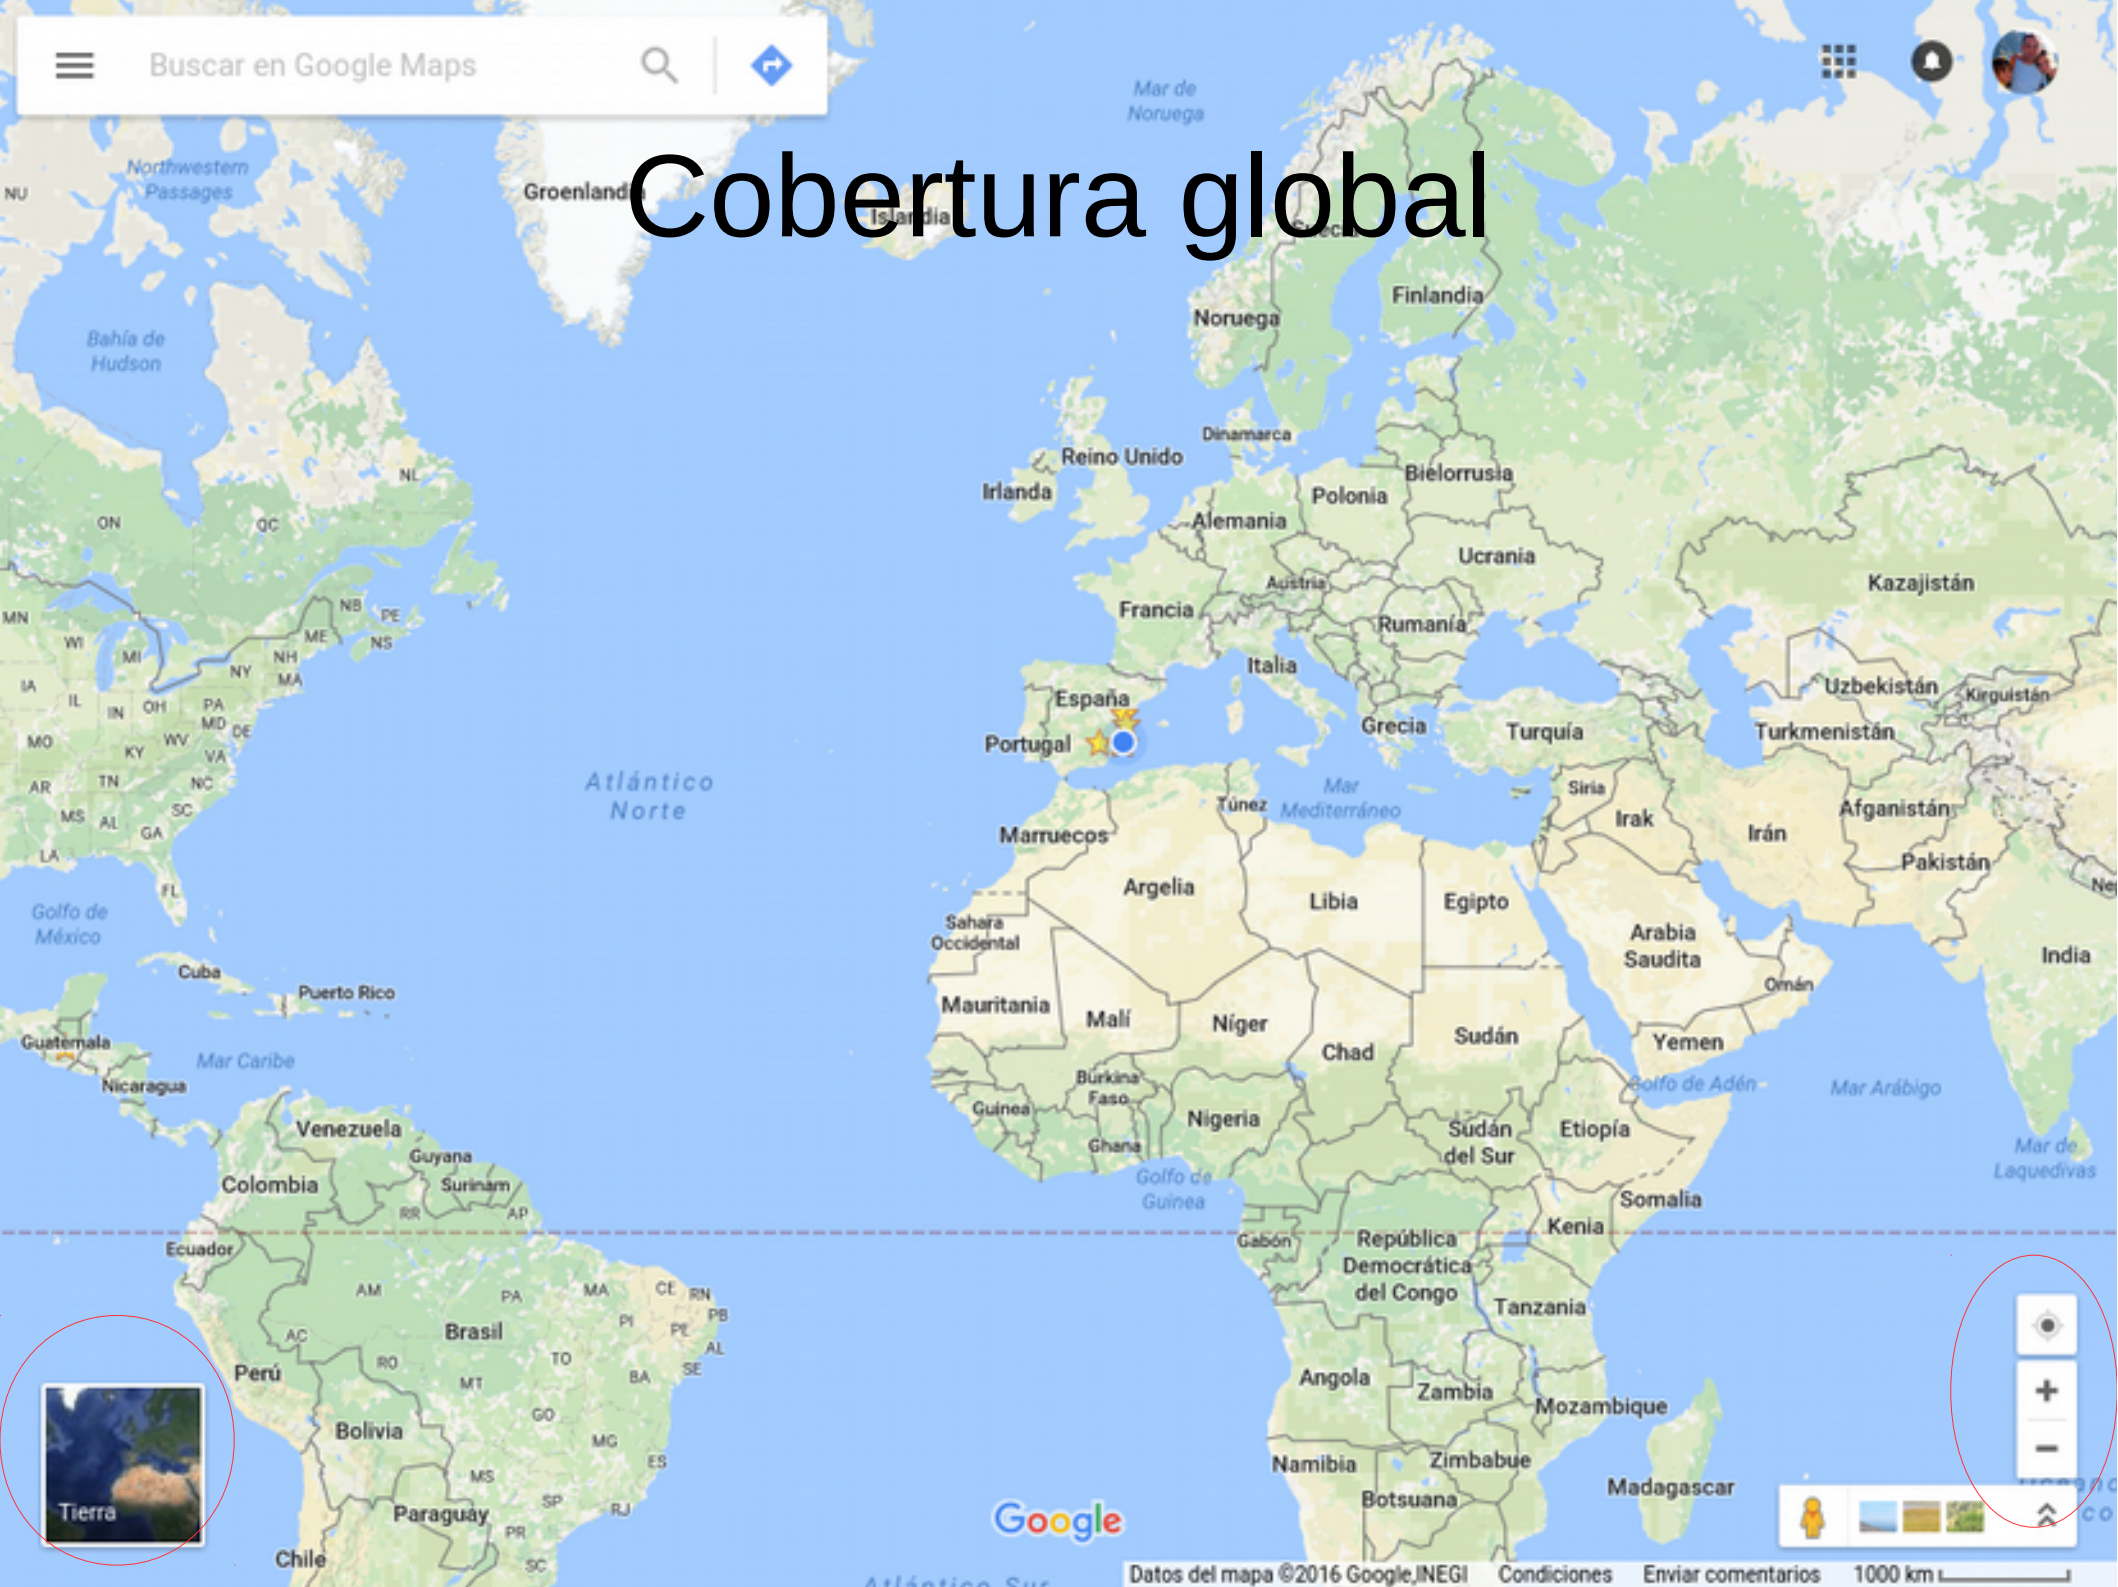 Buscar en Google Maps
Cobertura global
Mar de
Noruega
Northwestern
Passages
NU
Groenlandia
Islandia
Suecia
Finlandia
Noruega
Bahía de
Hudson
Dinamarca
Reino Unido
Irlanda
NL
Bielorrusia
Polonia
ON
QC
Alemania
Ucrania
Austria
Kazajistán
Francia
Rumanía
MN
NB
PE
WI
ME
NS
MI
NH
NY
MA
Italia
IA
España
Uzbekistán
Kirguistán
IL
IN
OH
PA
MD
DE
Grecia
Turquía
Turkmenistán
MO
KY
WV
VA
Portugal
Atlántico
Norte
AR
TN
NC
Mar
Mediterráneo
Túnez
Siria
Afganistán
MS
AL
SC
GA
Marruecos
Irak
Irán
LA
Pakistán
FL
Argelia
Libia
Egipto
Golfo de
México
Sahara
Occidental
Arabia
Saudita
India
Cuba
Omán
Puerto Rico
Mauritania
Malí
Níger
Chad
Sudán
Yemen
Guatemala
Mar Caribe
Nicaragua
Burkina
Faso
Golfo de Adén
Mar Arábigo
Guinea
Nigeria
Venezuela
Ghana
Sudán
del Sur
Etiopía
Guyana
Mar de
Laquedivas
Colombia
Surinam
Golfo de
Guinea
Somalia
RR
AP
Kenia
Ecuador
Gabón
República
Democrática
del Congo
AM
PA
MA
CE
RN
Tanzania
PI
PB
Brasil
PE
AC
AL
RO
TO
SE
Perú
MT
BA
Angola
Zambia
Mozambique
GO
Bolivia
MG
ES
Namibia
Zimbabue
MS
Madagascar
SP
RJ
Botsuana
Tierra
Paraguay
PR
Google
Chile
SC
Atlántico Sur
Datos del mapa ©2016 Google,INEGI Condiciones Enviar comentarios 1000 km